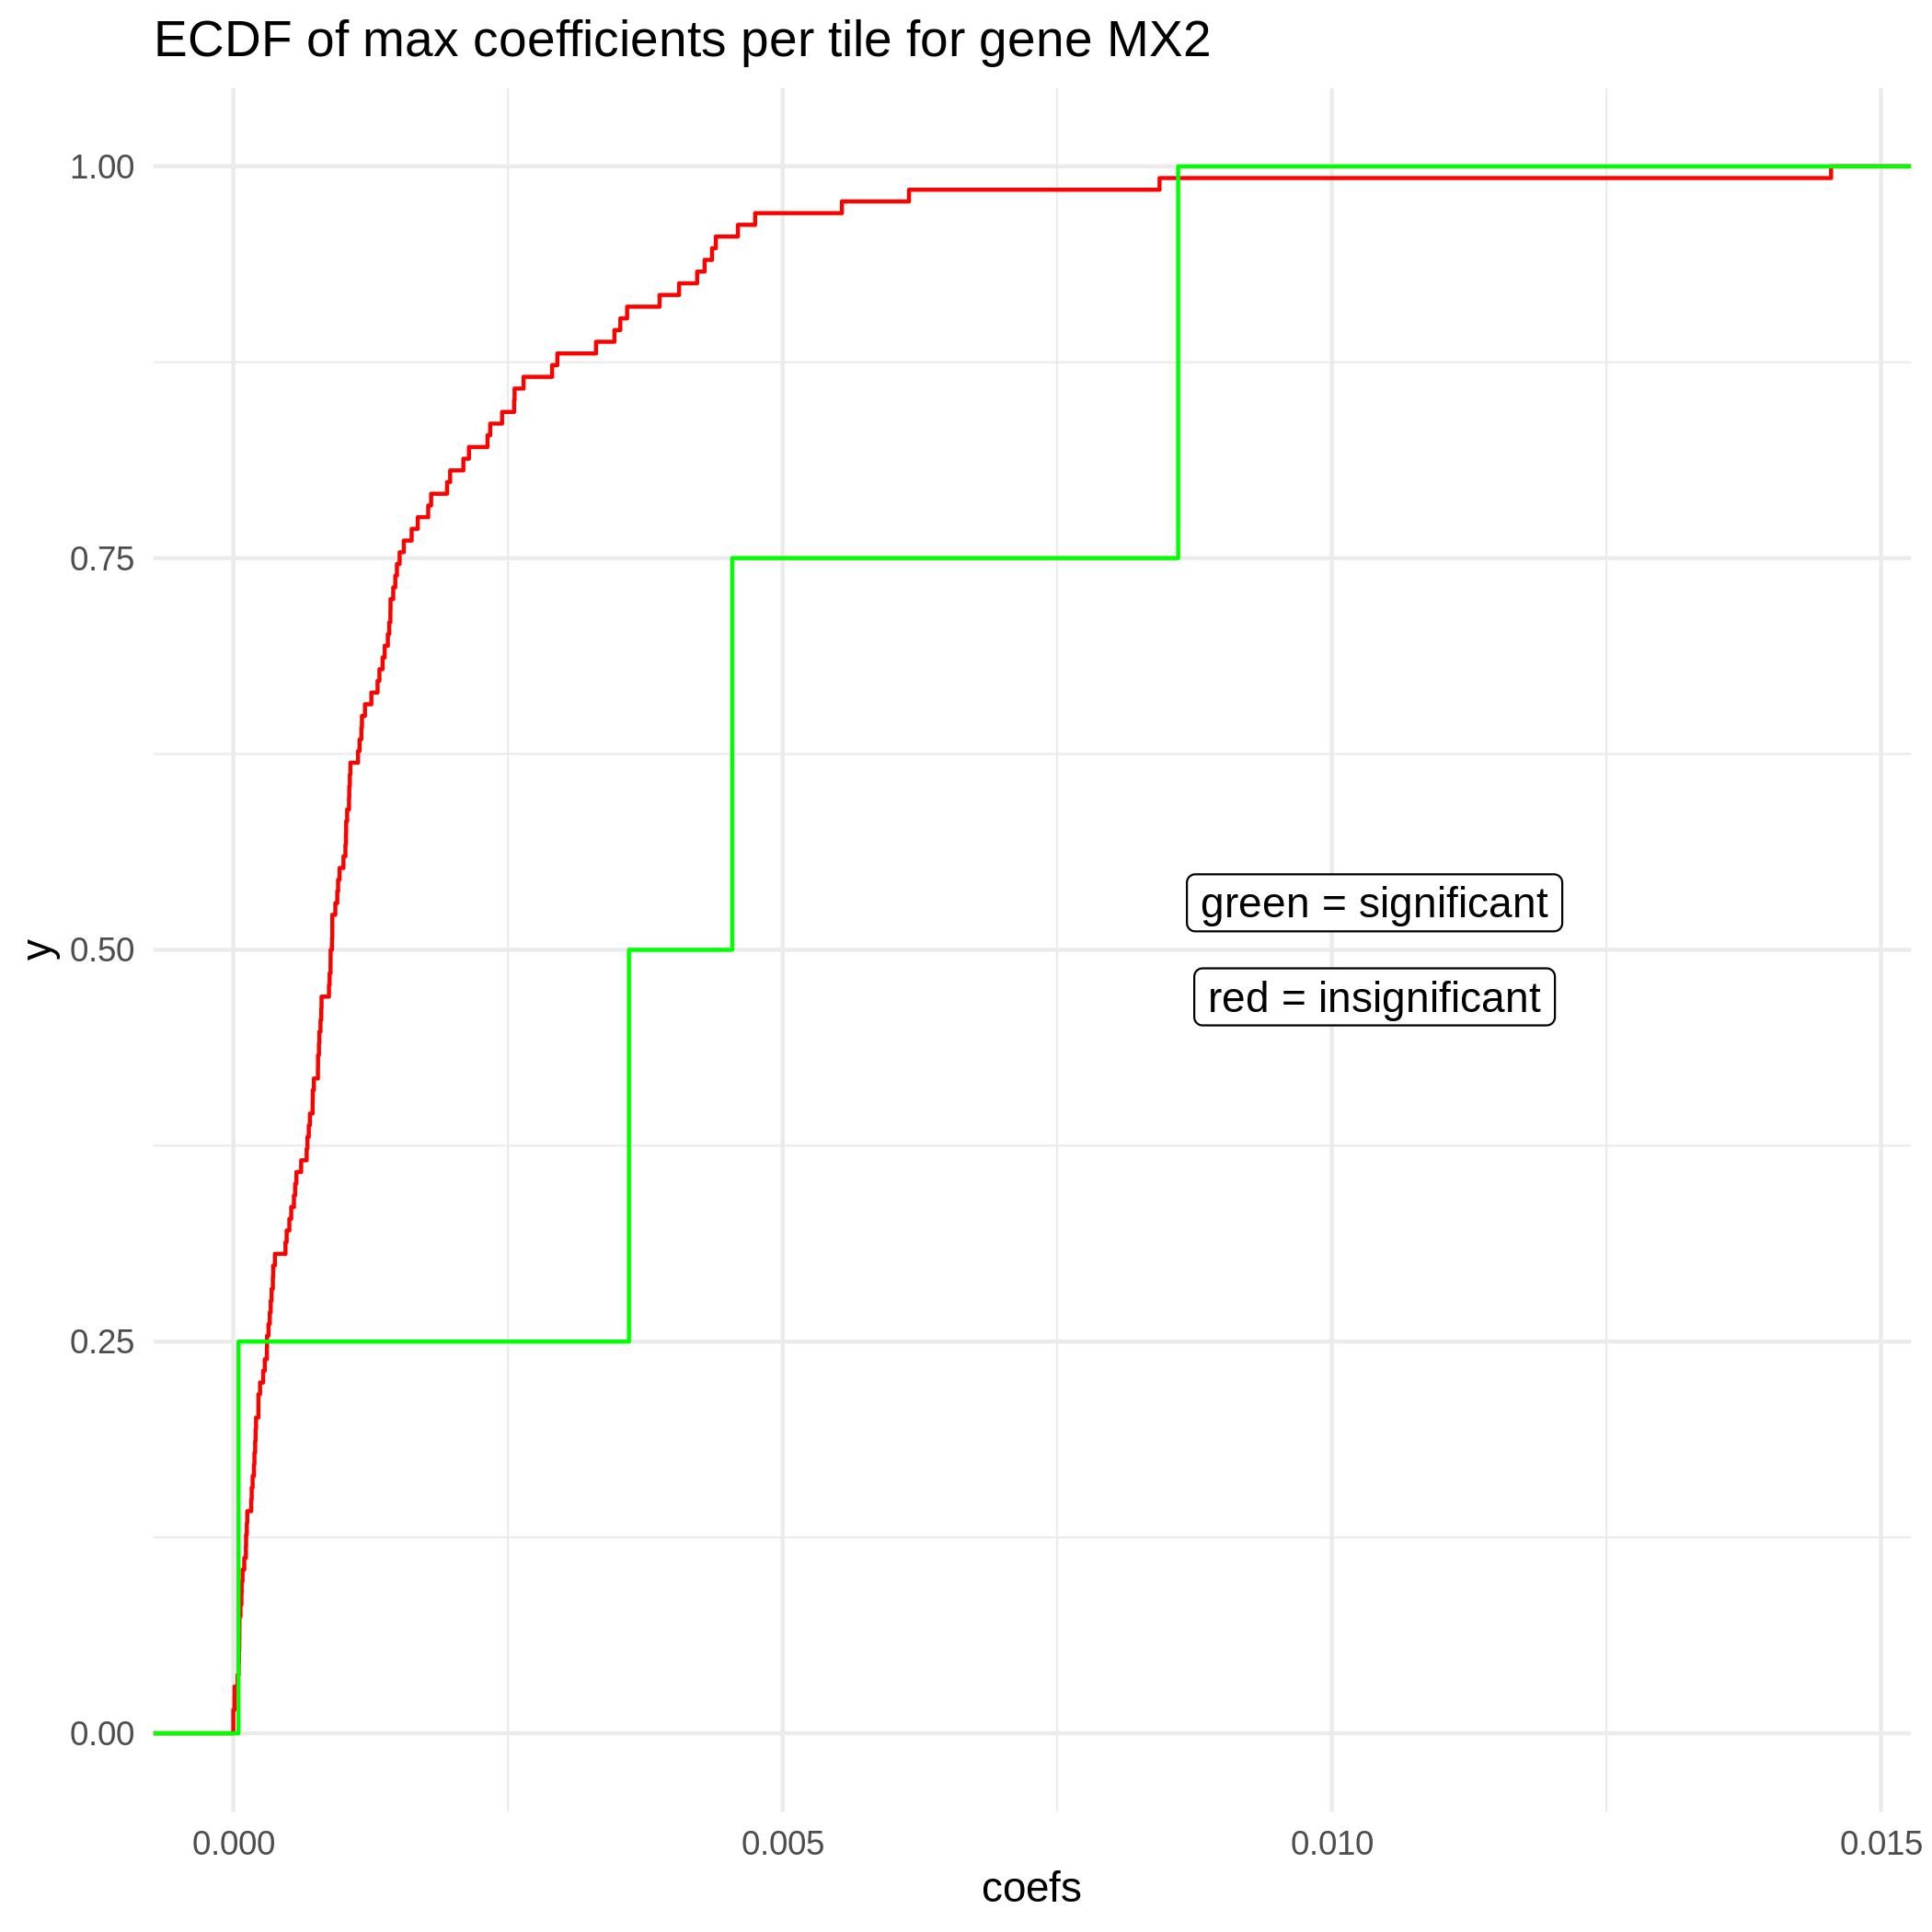 ECDF of max coefficients per tile for gene MX2
1.00
0.75
0.50
0.25
0.00
y
green = significant
red = insignificant
0.000 0.005 0.010 0.015
coefs